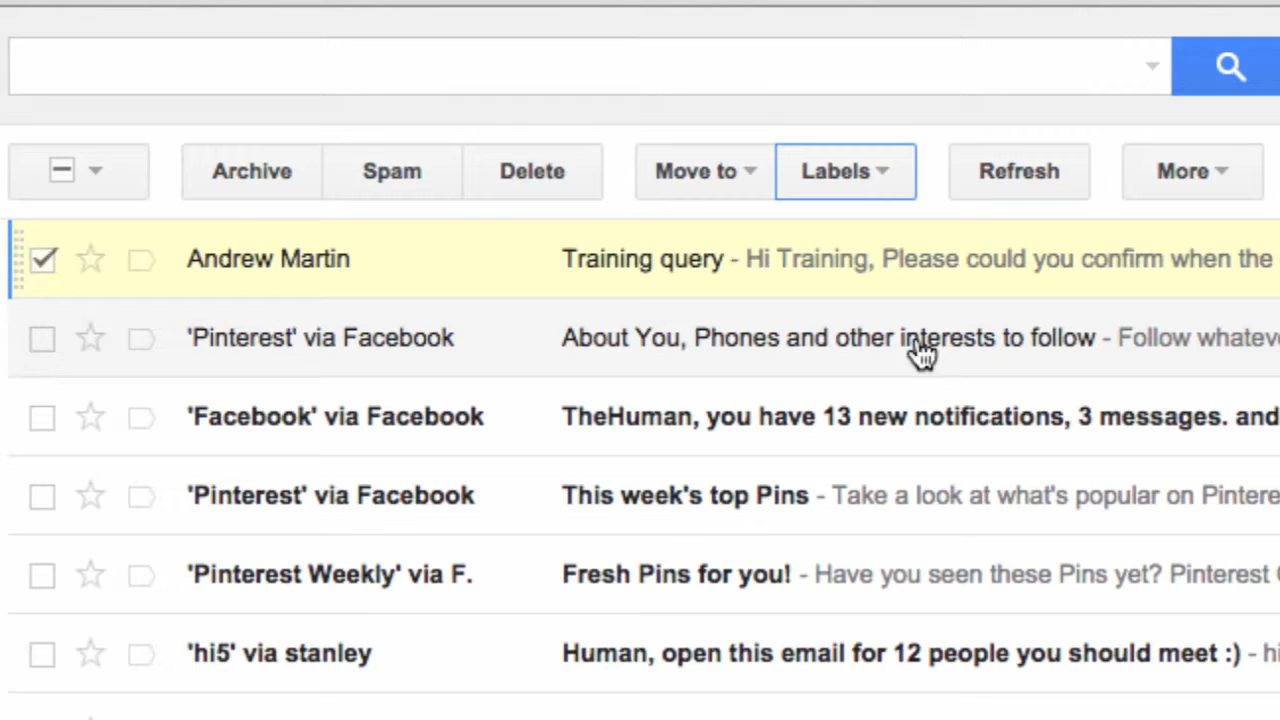 Archive Spam Delete Move to Labels Refresh More
Andrew Martin Training query - Hi Training, Please could you confirm when the
'Pinterest' via Facebook About You, Phones and other interests to follow - Follow
'Facebook' via Facebook TheHuman, you have 13 new notifications, 3 messages. and
'Pinterest' via Facebook This week's top Pins - Take a look at what's popular on
'Pinterest Weekly' via F. Fresh Pins for you! - Have you seen these Pins yet? Pinterest
'hi5' via stanley Human, open this email for 12 people you should meet :) -